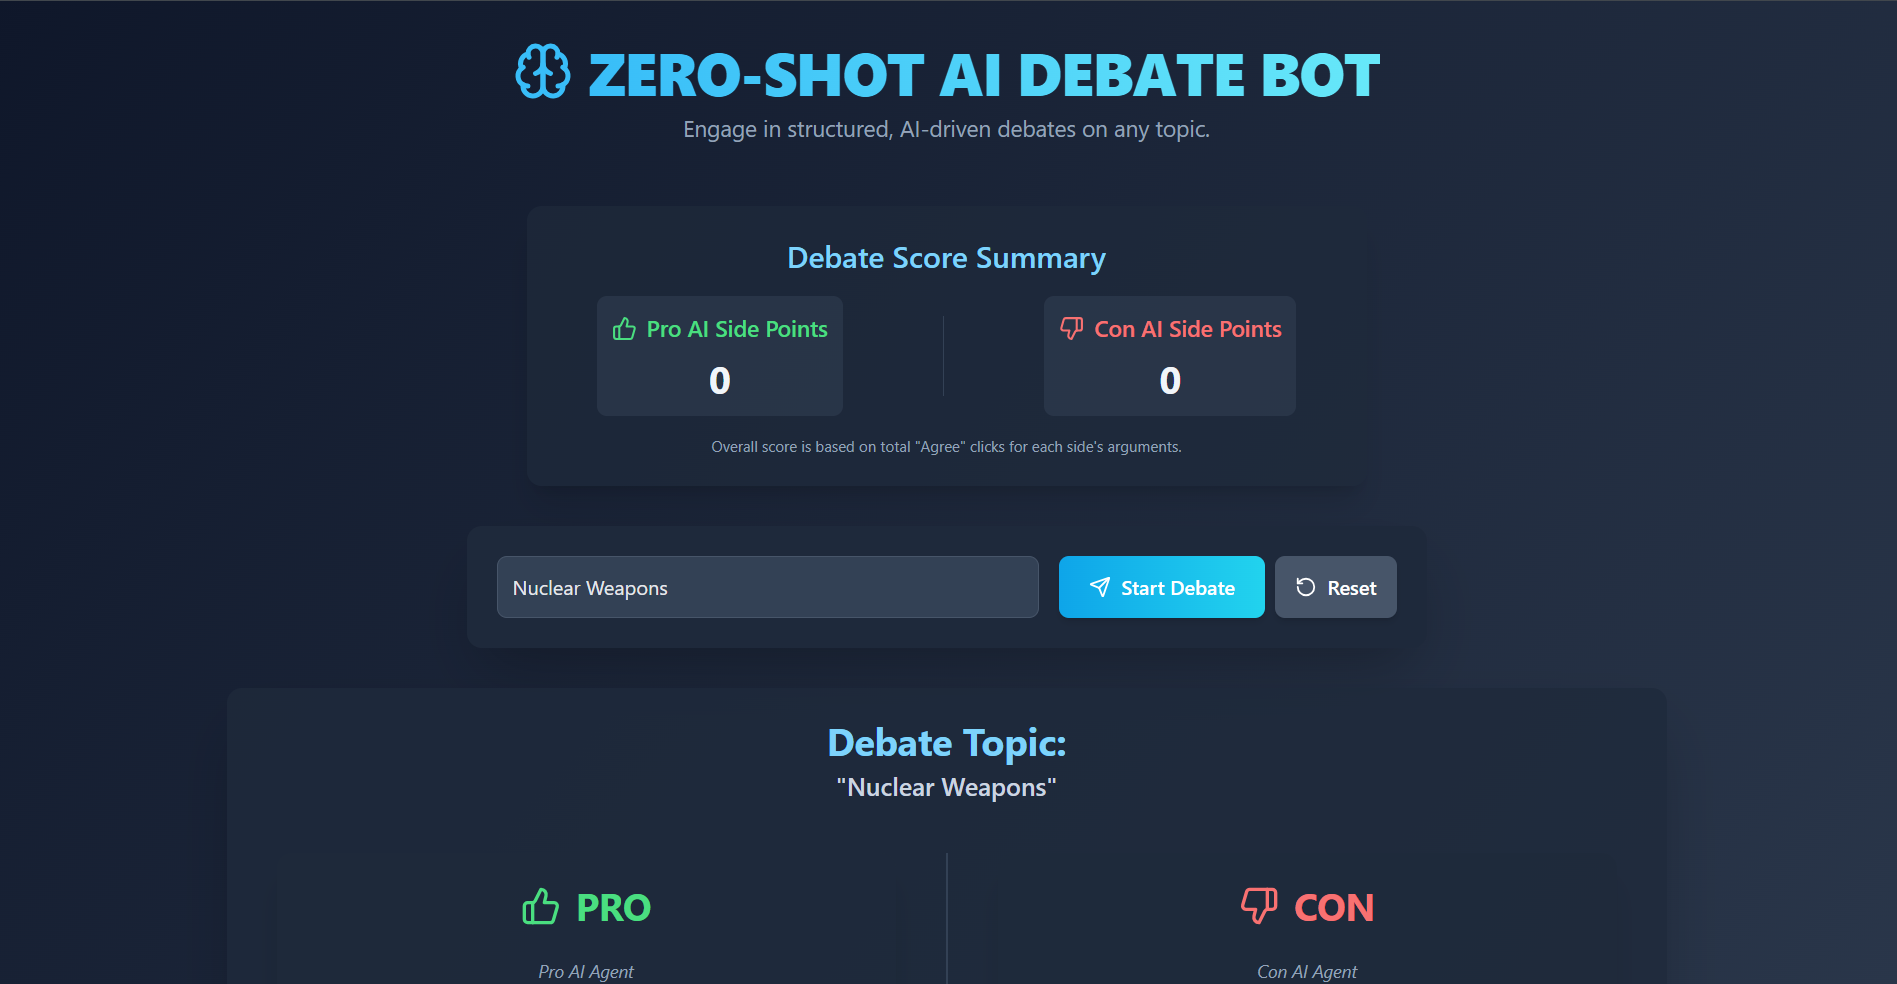 ZERO-SHOT AI DEBATE BOT
Engage in structured, AI-driven debates on any topic.
Debate Score Summary
Pro AI Side Points
0
Con AI Side Points
0
Overall score is based on total "Agree" clicks for each side's arguments.
Nuclear Weapons
Start Debate
Reset
Debate Topic:
"Nuclear Weapons"
PRO
Pro AI Agent
CON
Con AI Agent